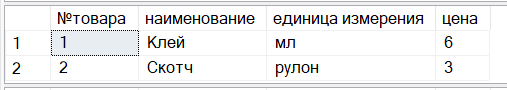 №товара наименование единица измерения цена
1 1 Клей мл 6
2 2 Скотч рулон 3